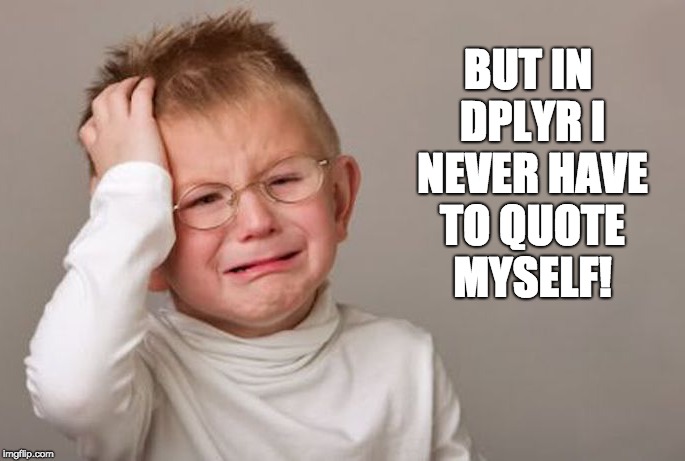 BUT IN
DPLYR I
NEVER HAVE
TO QUOTE
MYSELF!
imgflip.com